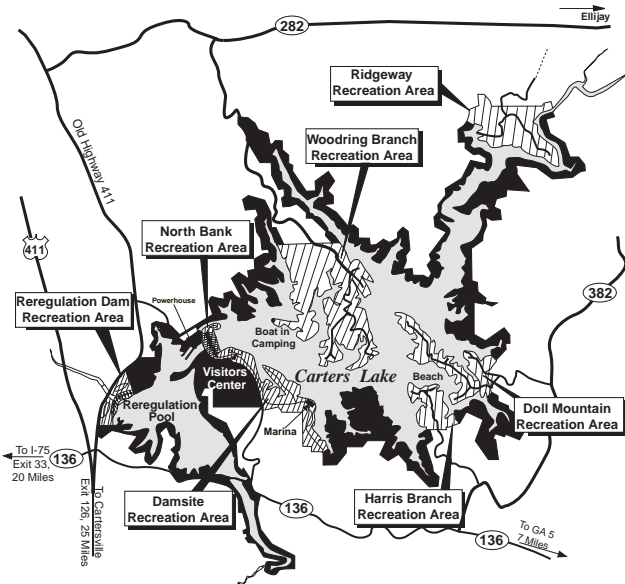 Ellijay
282
Ridgeway
Recreation Area
Old Highway 411
Woodring Branch
Recreation Area
North Bank
Recreation Area
411
382
Reregulation Dam
Recreation Area
Powerhouse
Boat in
Camping
Visitors
Center
Carters Lake
Beach
Reregulation
Pool
Marina
Doll Mountain
Recreation Area
To I-75
Exit 33,
20 Miles
136
To Cartersville
Exit 126, 25 Miles
Damsite
Recreation Area
136
Harris Branch
Recreation Area
136
To GA 5
7 Miles